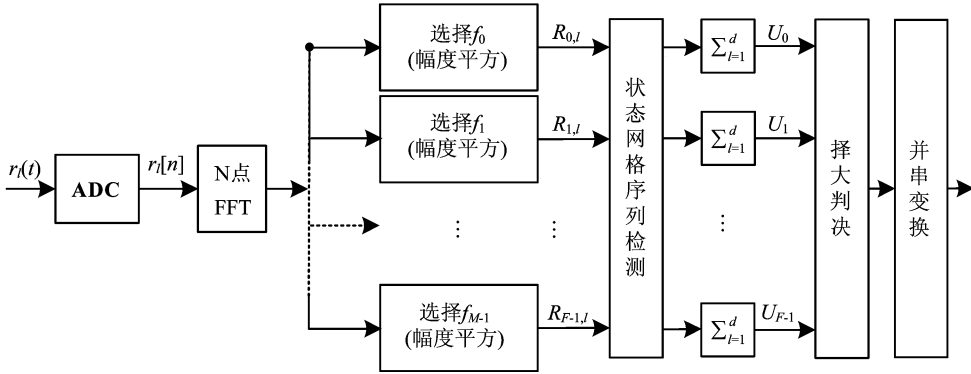 r_l(t)
ADC
r_l[n]
N点
FFT
选择f_0
(幅度平方)
R_{0,l}
选择f_1
(幅度平方)
R_{1,l}
⋮
⋮
选择f_{M-1}
(幅度平方)
R_{F-1,l}
状态网格序列检测
∑_{l=1}^{d}
U_0
∑_{l=1}^{d}
U_1
⋮
∑_{l=1}^{d}
U_{F-1}
择大判决
并串变换